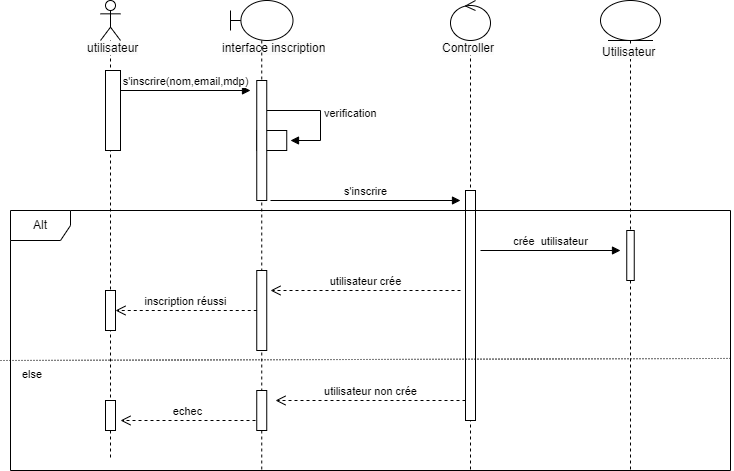 utilisateur
interface inscription
Controller
Utilisateur
s'inscrire(nom,email,mdp)
verification
s'inscrire
Alt
crée utilisateur
utilisateur crée
inscription réussi
else
utilisateur non crée
echec